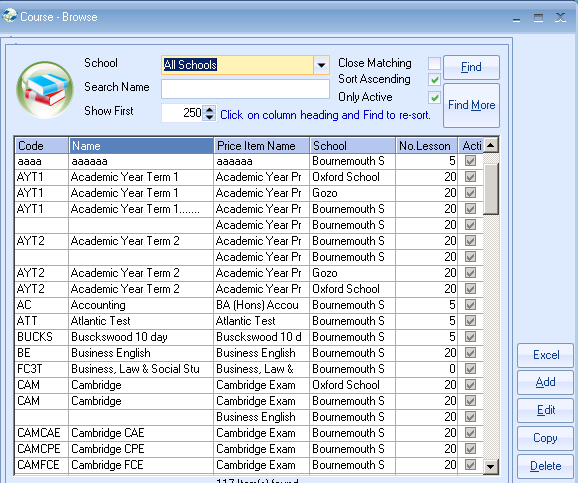 Course - Browse
School All Schools Close Matching Find
Sort Ascending
Search Name Only Active Find More
Show First 250 Click on column heading and Find to re-sort.
Code Name Price Item Name School No.Lesson Acti
aaaa aaaaaa aaaaaa Bournemouth S 5
AYT1 Academic Year Term 1 Academic Year Pr Oxford School 20
AYT1 Academic Year Term 1 Academic Year Pr Gozo 20
AYT1 Academic Year Term 1....... Academic Year Pr Bournemouth S 20
Academic Year Pr Bournemouth S 20
AYT2 Academic Year Term 2 Academic Year Pr Bournemouth S 20
Academic Year Pr Bournemouth S 20
AYT2 Academic Year Term 2 Academic Year Pr Gozo 20
AYT2 Academic Year Term 2 Academic Year Pr Oxford School 20
AC Accounting BA (Hons) Accou Bournemouth S 5
ATT Atlantic Test Atlantic Test Bournemouth S 5
BUCKS Busckswood 10 day Busckswood 10 d Bournemouth S 5
BE Business English Business English Bournemouth S 20
FC3T Business, Law & Social Stu Business, Law & Bournemouth S 0
CAM Cambridge Cambridge Exam Oxford School 20
CAM Cambridge Cambridge Exam Bournemouth S 20
Business English Bournemouth S 20
CAMCAE Cambridge CAE Cambridge Exam Bournemouth S 20
CAMCPE Cambridge CPE Cambridge Exam Bournemouth S 20
CAMFCE Cambridge FCE Cambridge Exam Bournemouth S 20
117 Item(s) found
Excel
Add
Edit
Copy
Delete